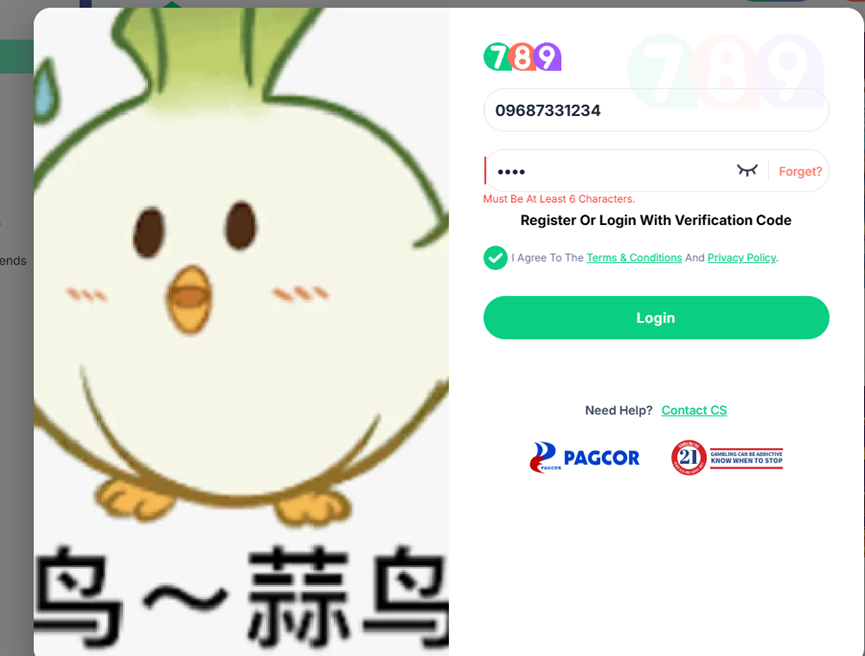 ends
鸟～蒜鸟
789
789
09687331234
••••
Forget?
Must Be At Least 6 Characters.
Register Or Login With Verification Code
I Agree To The Terms & Conditions And Privacy Policy.
Login
Need Help? Contact CS
PAGCOR
PAGCOR
21
GAMBLING CAN BE ADDICTIVE
KNOW WHEN TO STOP